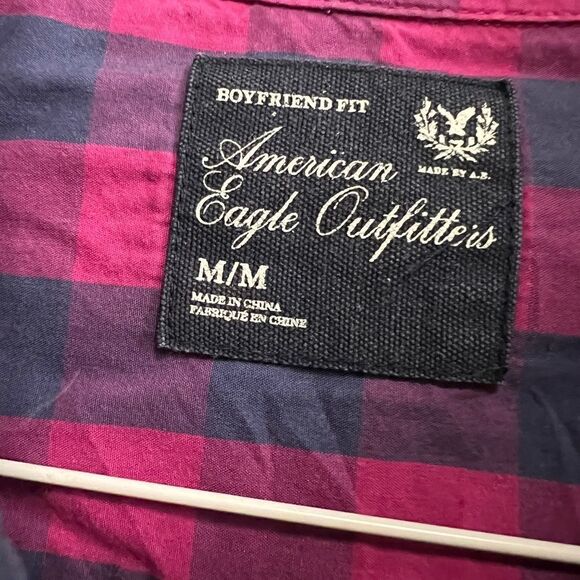 BOYFRIEND FIT
MADE BY A.E.
American
Eagle Outfitters
M/M
MADE IN CHINA
FABRIQUÉ EN CHINE